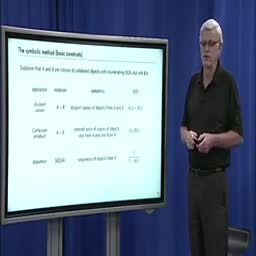 The symbolic method (basic constructs)
Suppose that A and B are classes of unlabelled objects with enumerating OGFs A(z) and B(z).
operation notation semantics OGF
disjoint union A + B disjoint copies of objects from A and B A(z) + B(z)
Cartesian product A × B ordered pairs of copies of objects, one from A and one from B A(z)B(z)
sequence SEQ(A) sequences of objects from A